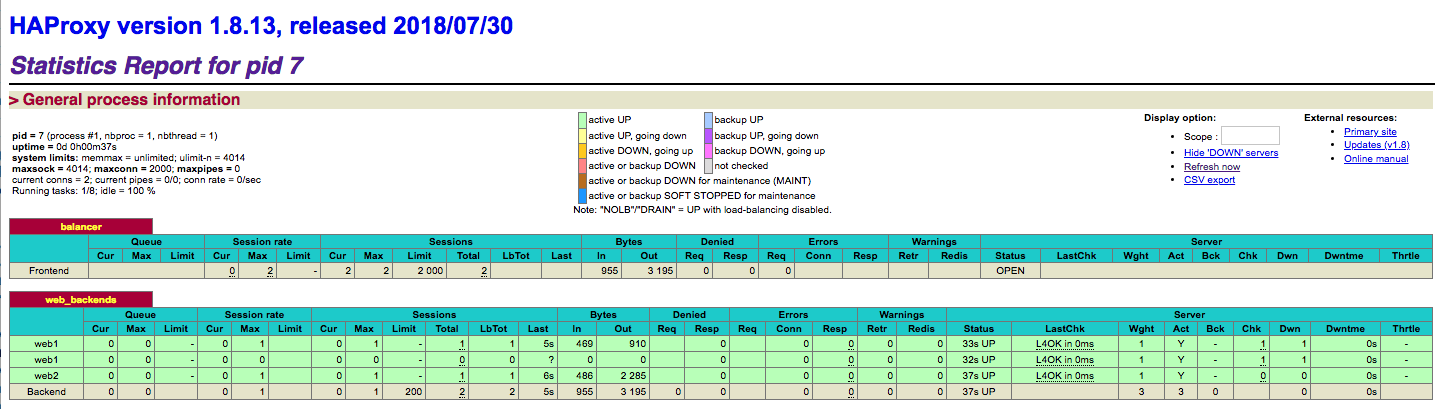 HAProxy version 1.8.13, released 2018/07/30
Statistics Report for pid 7
> General process information
pid = 7 (process #1, nbproc = 1, nbthread = 1)
uptime = 0d 0h00m37s
system limits: memmax = unlimited; ulimit-n = 4014
maxsock = 4014; maxconn = 2000; maxpipes = 0
current conns = 2; current pipes = 0/0; conn rate = 0/sec
Running tasks: 1/8; idle = 100 %
active UP backup UP
active UP, going down backup UP, going down
active DOWN, going up backup DOWN, going up
active or backup DOWN not checked
active or backup DOWN for maintenance (MAINT)
active or backup SOFT STOPPED for maintenance
Note: "NOLB"/"DRAIN" = UP with load-balancing disabled.
Display option:
• Scope :
• Hide 'DOWN' servers
• Refresh now
• CSV export
External resources:
• Primary site
• Updates (v1.8)
• Online manual
balancer
Queue Session rate Sessions Bytes Denied Errors Warnings Server
Cur Max Limit Cur Max Limit Cur Max Limit Total LbTot Last In Out Req Resp Req Conn Resp Retr Redis Status LastChk Wght Act Bck Chk Dwn Dwntme Thrtle
Frontend 0 2 - 2 2 2 000 2 955 3 195 0 0 0 OPEN
web_backends
Queue Session rate Sessions Bytes Denied Errors Warnings Server
Cur Max Limit Cur Max Limit Cur Max Limit Total LbTot Last In Out Req Resp Req Conn Resp Retr Redis Status LastChk Wght Act Bck Chk Dwn Dwntme Thrtle
web1 0 0 - 0 1 0 1 - 1 1 5s 469 910 0 0 0 0 0 33s UP L4OK in 0ms 1 Y - 1 1 0s -
web1 0 0 - 0 0 0 0 - 0 0 ? 0 0 0 0 0 0 0 32s UP L4OK in 0ms 1 Y - 1 1 0s -
web2 0 0 - 0 1 0 1 - 1 1 6s 486 2 285 0 0 0 0 0 37s UP L4OK in 0ms 1 Y - 0 0 0s -
Backend 0 0 0 1 0 1 200 2 2 5s 955 3 195 0 0 0 0 0 0 37s UP 3 3 0 0 0s